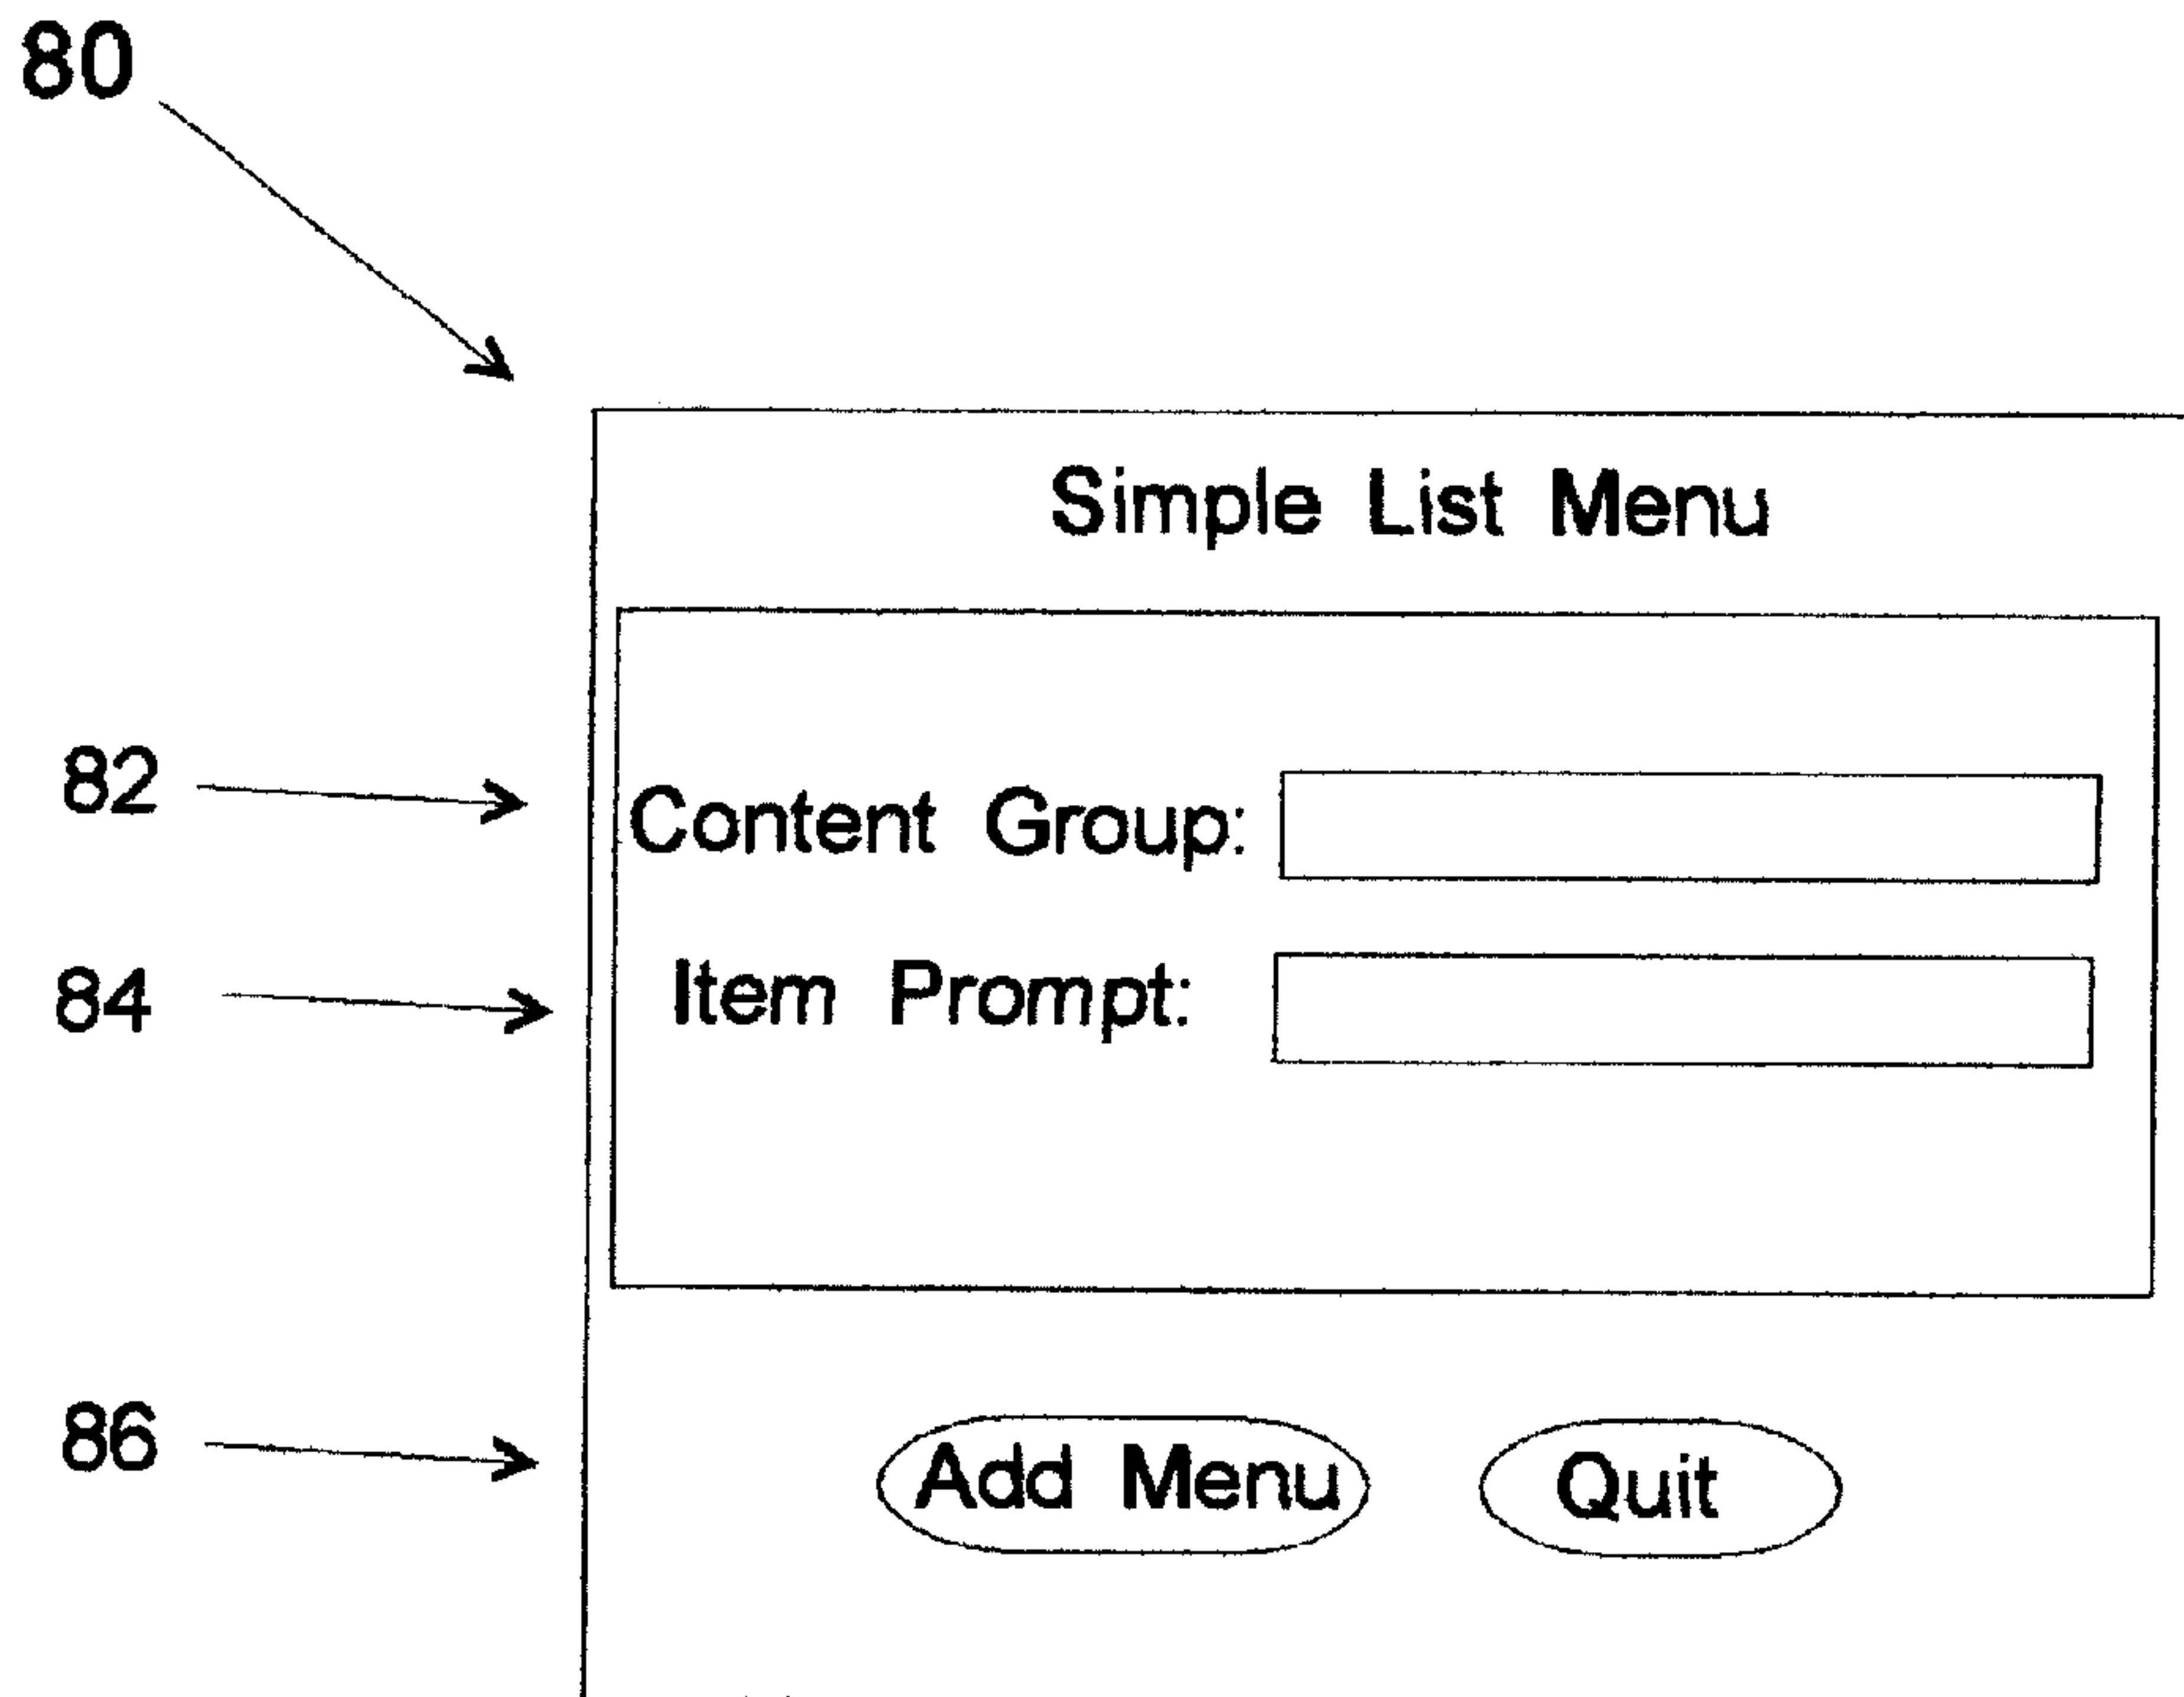 80
Simple List Menu
82
Content Group:
84
Item Prompt:
86
Add Menu Quit